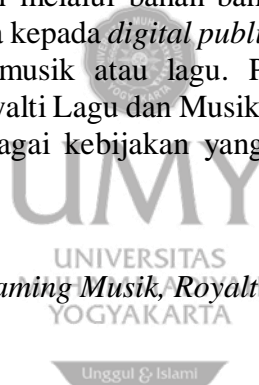 melalui bahan ba
a kepada digital publi
musik atau lagu. P
yalti Lagu dan Musik
agai kebijakan yang
UMY
UNIVERSITAS
aming Musik, Royalt
YOGYAKARTA
Unggul & Islami